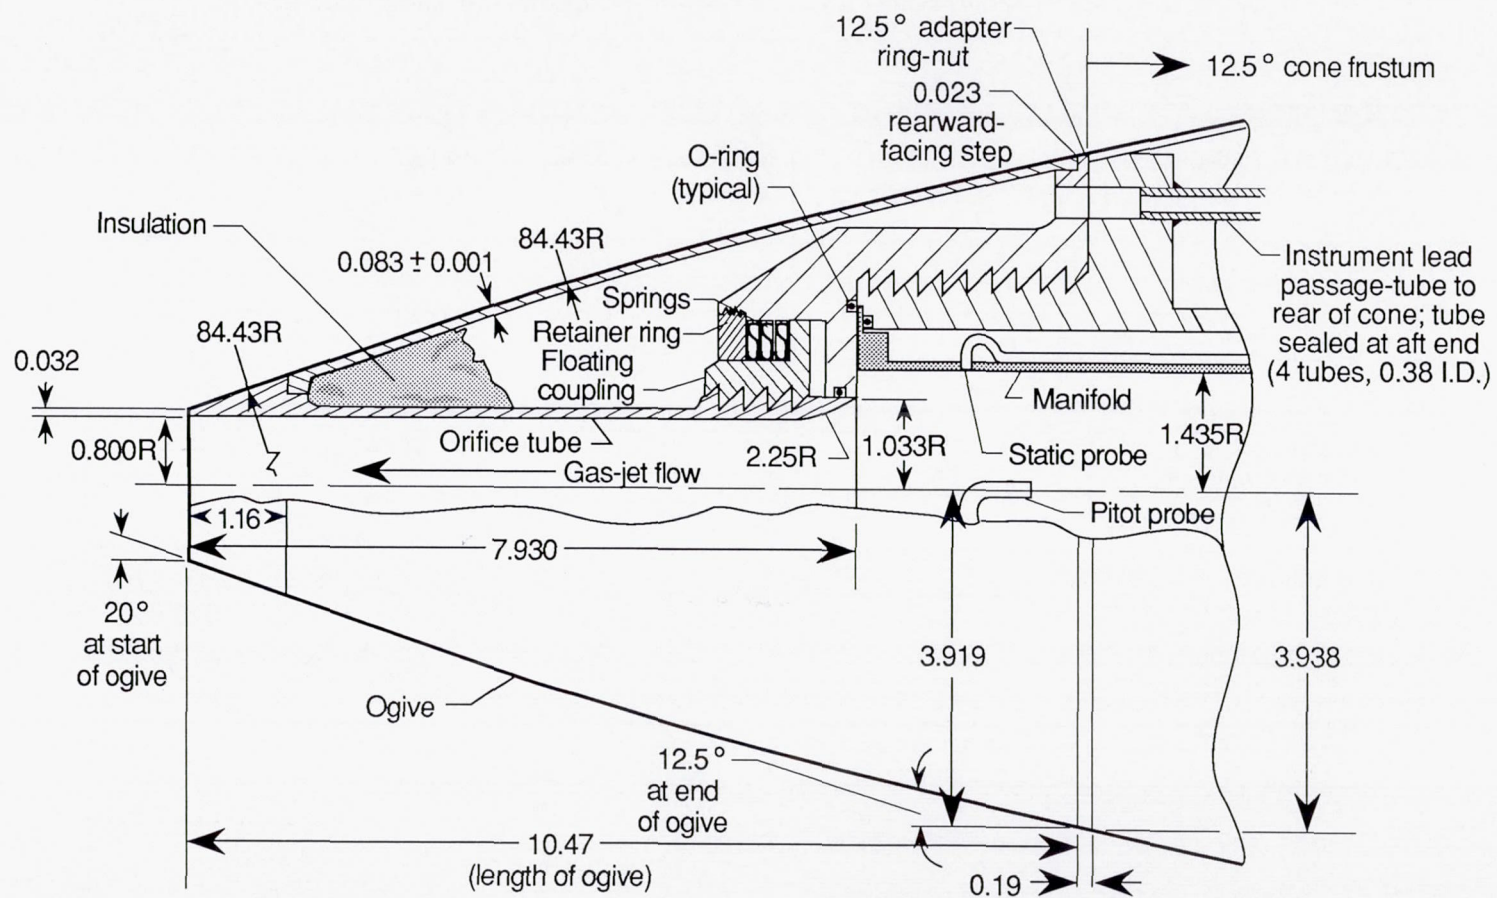 12.5° adapter
ring-nut
12.5° cone frustum
0.023
rearward-
facing step
O-ring
(typical)
Insulation
84.43R
0.083 ± 0.001
Springs
Retainer ring
Floating
coupling
Instrument lead
passage-tube to
rear of cone; tube
sealed at aft end
(4 tubes, 0.38 I.D.)
84.43R
0.032
0.800R
Orifice tube
Gas-jet flow
2.25R
1.033R
Manifold
Static probe
1.435R
Pitot probe
1.16
7.930
20°
at start
of ogive
3.919
3.938
Ogive
12.5°
at end
of ogive
10.47
(length of ogive)
0.19